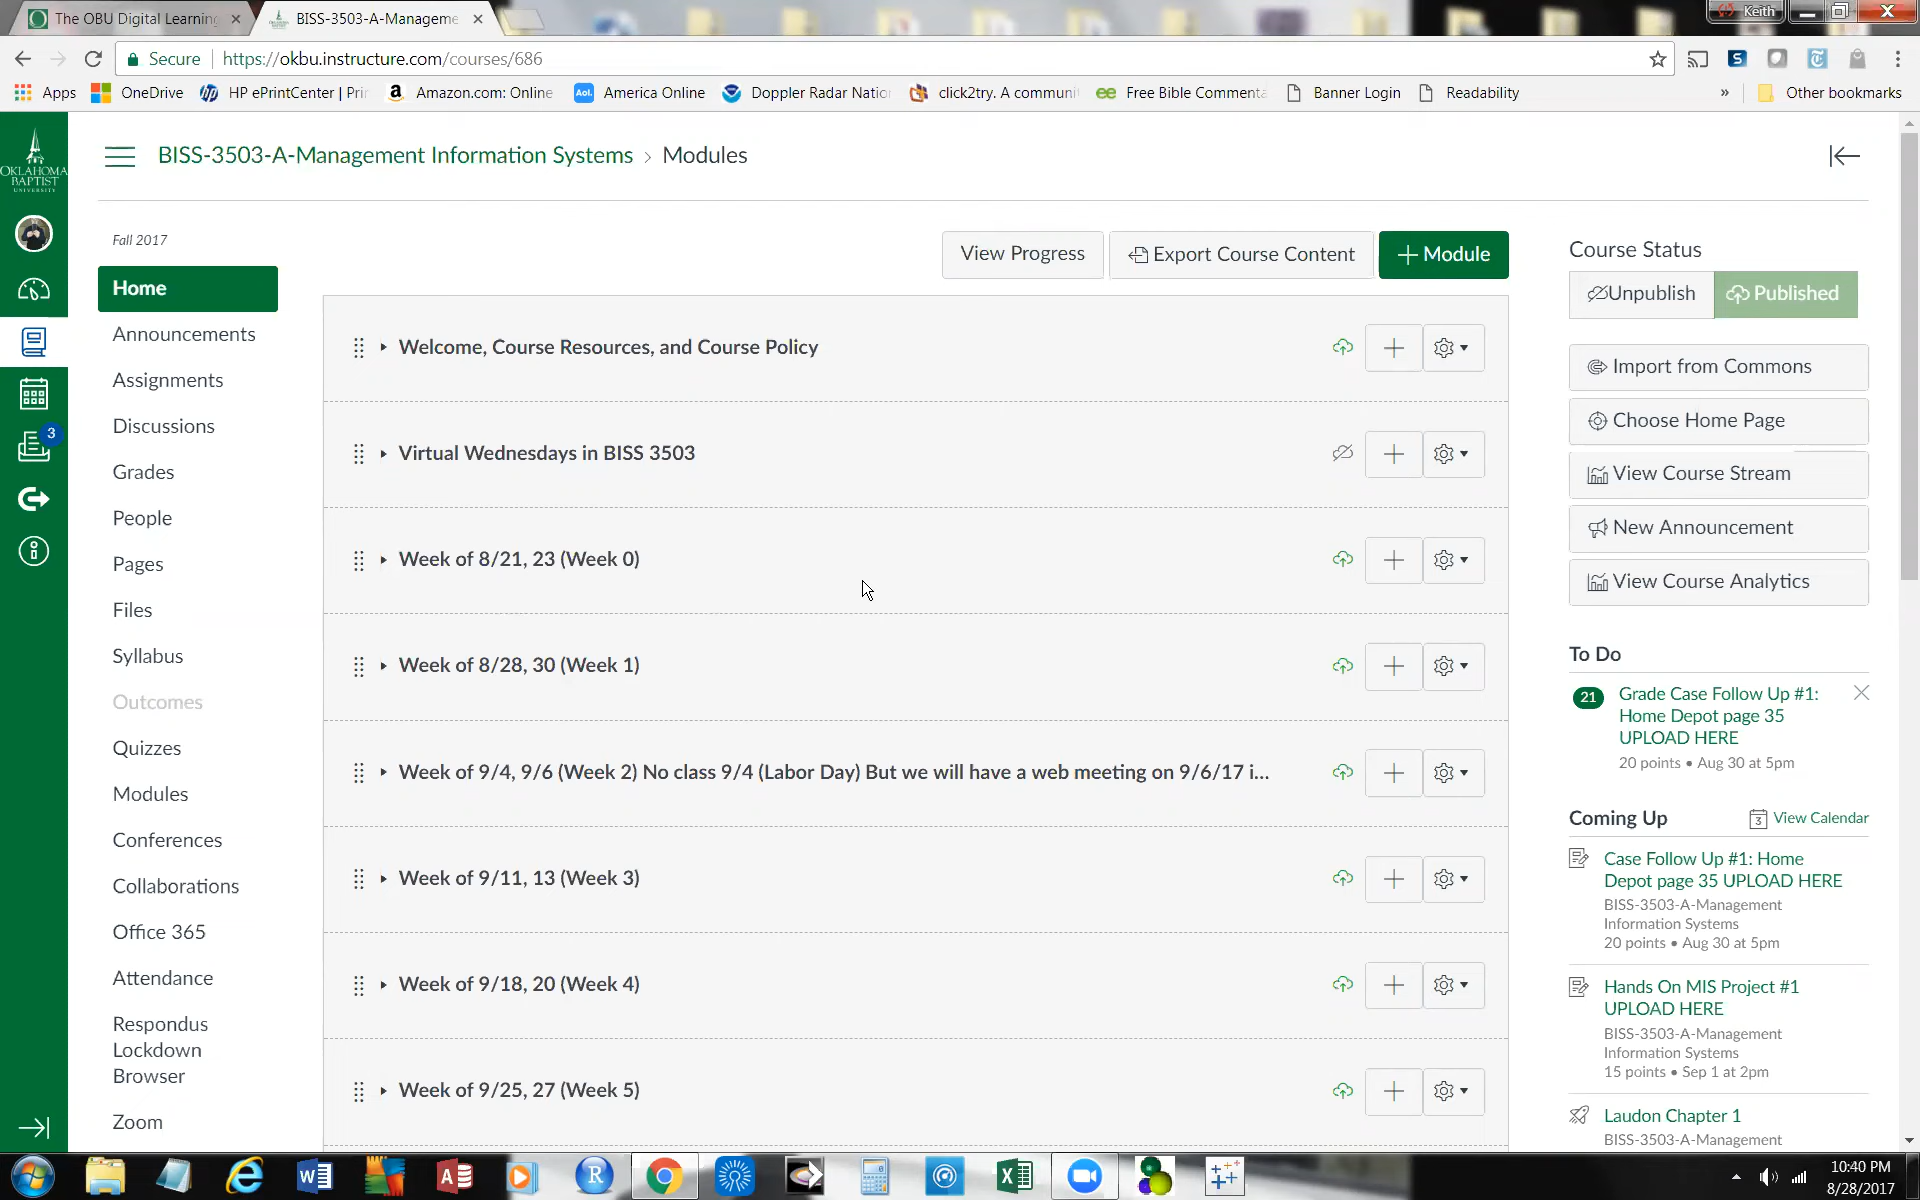 The OBU Digital Learning
BISS-3503-A-Manageme
Keith
Secure
https://okbu.instructure.com/courses/686
Apps
OneDrive
HP ePrintCenter | Pri
Amazon.com: Online
Aol.
America Online
Doppler Radar Natio
click2try. A communi
Free Bible Commenta
Banner Login
Readability
»
Other bookmarks
OKLAHOMA
BAPTIST
UNIVERSITY
BISS-3503-A-Management Information Systems › Modules
Fall 2017
View Progress
Export Course Content
+ Module
Home
Announcements
Assignments
Discussions
Grades
People
Pages
Files
Syllabus
Outcomes
Quizzes
Modules
Conferences
Collaborations
Office 365
Attendance
Respondus
Lockdown
Browser
Zoom
3
Welcome, Course Resources, and Course Policy
Virtual Wednesdays in BISS 3503
Week of 8/21, 23 (Week 0)
Week of 8/28, 30 (Week 1)
Week of 9/4, 9/6 (Week 2) No class 9/4 (Labor Day) But we will have a web meeting on 9/6/17 i...
Week of 9/11, 13 (Week 3)
Week of 9/18, 20 (Week 4)
Week of 9/25, 27 (Week 5)
Course Status
Unpublish
Published
Import from Commons
Choose Home Page
View Course Stream
New Announcement
View Course Analytics
To Do
21
Grade Case Follow Up #1:
Home Depot page 35
UPLOAD HERE
20 points • Aug 30 at 5pm
Coming Up
3
View Calendar
Case Follow Up #1: Home
Depot page 35 UPLOAD HERE
BISS-3503-A-Management
Information Systems
20 points • Aug 30 at 5pm
Hands On MIS Project #1
UPLOAD HERE
BISS-3503-A-Management
Information Systems
15 points • Sep 1 at 2pm
Laudon Chapter 1
BISS-3503-A-Management
10:40 PM
8/28/2017